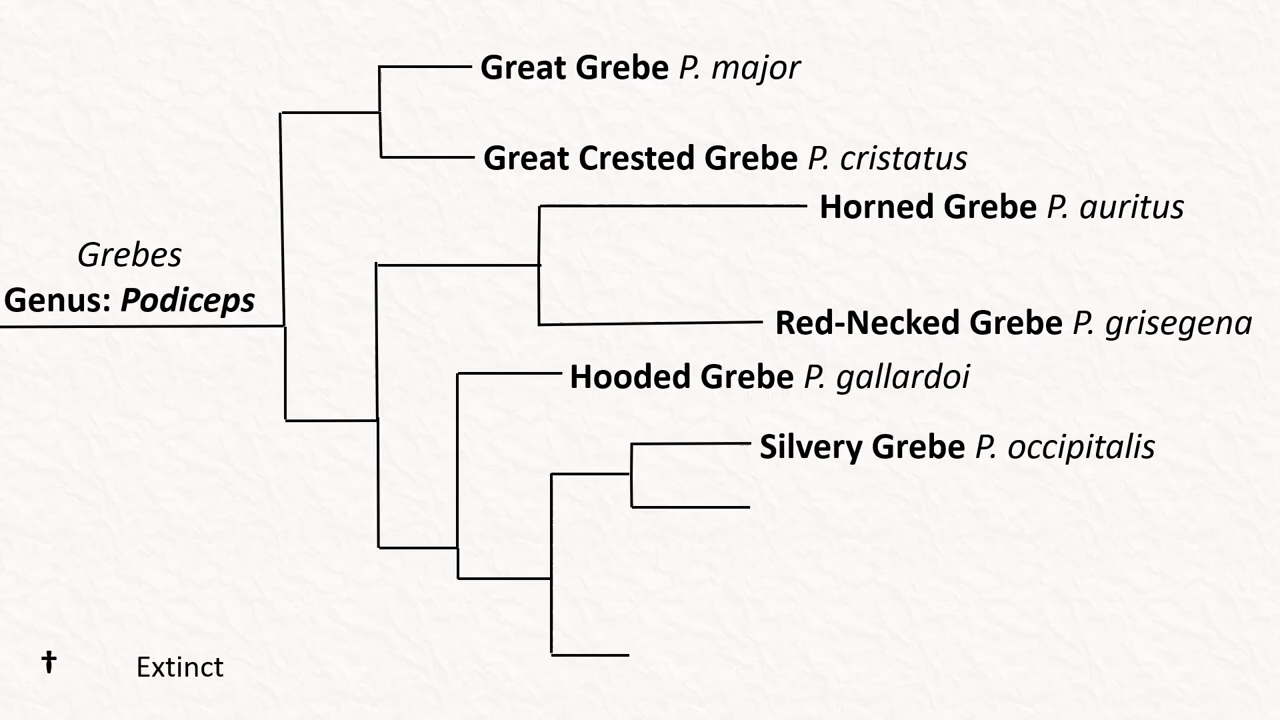 Great Grebe P. major
Great Crested Grebe P. cristatus
Horned Grebe P. auritus
Grebes
Genus: Podiceps
Red-Necked Grebe P. grisegena
Hooded Grebe P. gallardoi
Silvery Grebe P. occipitalis
† Extinct